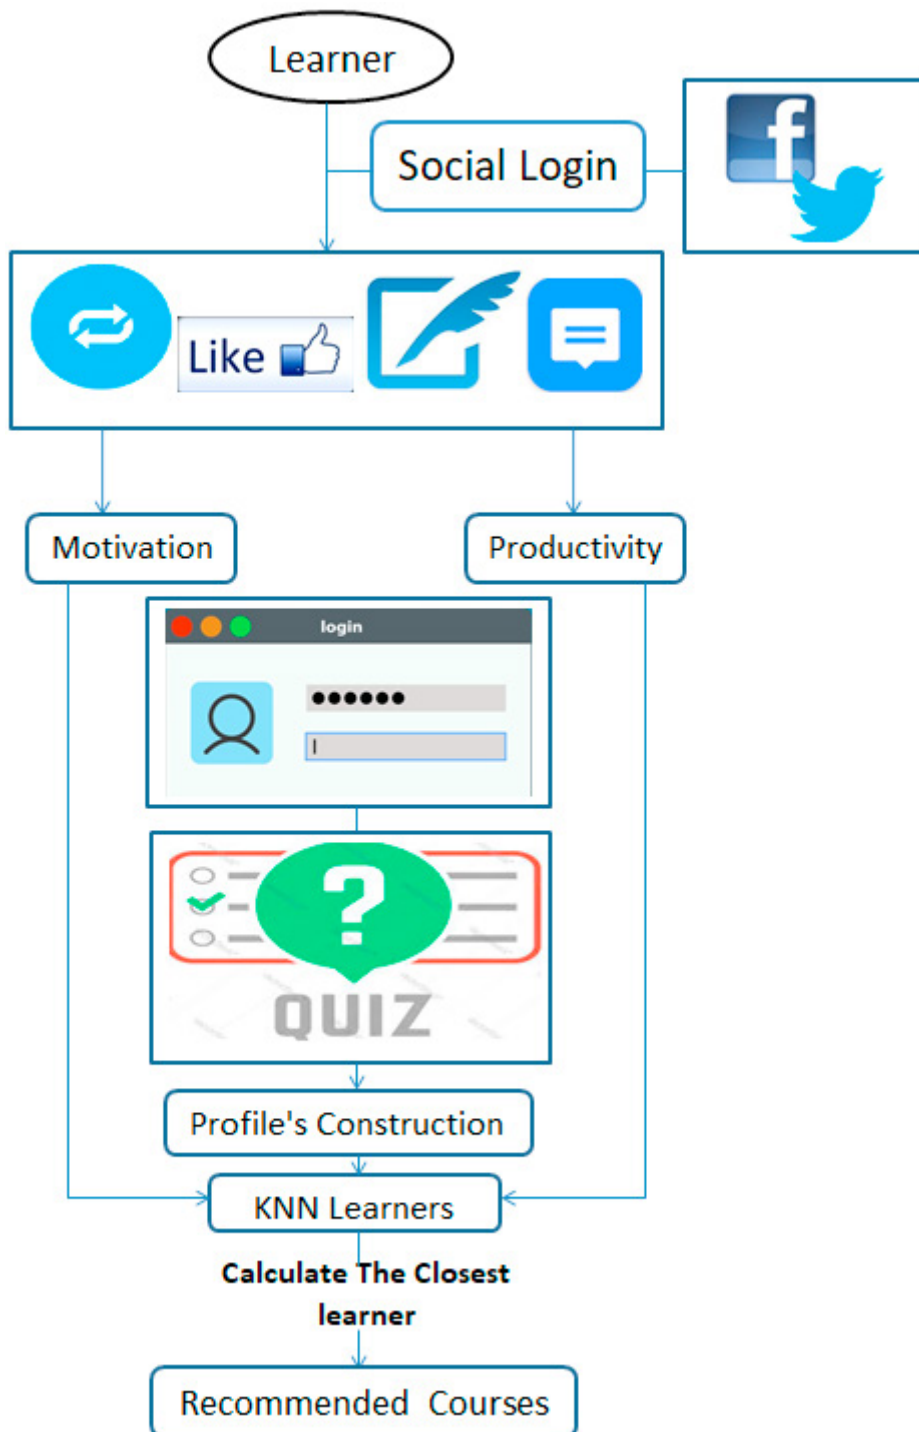 Learner
Social Login
f
Like
Motivation
Productivity
login
?
QUIZ
Profile's Construction
KNN Learners
Calculate The Closest
learner
Recommended Courses